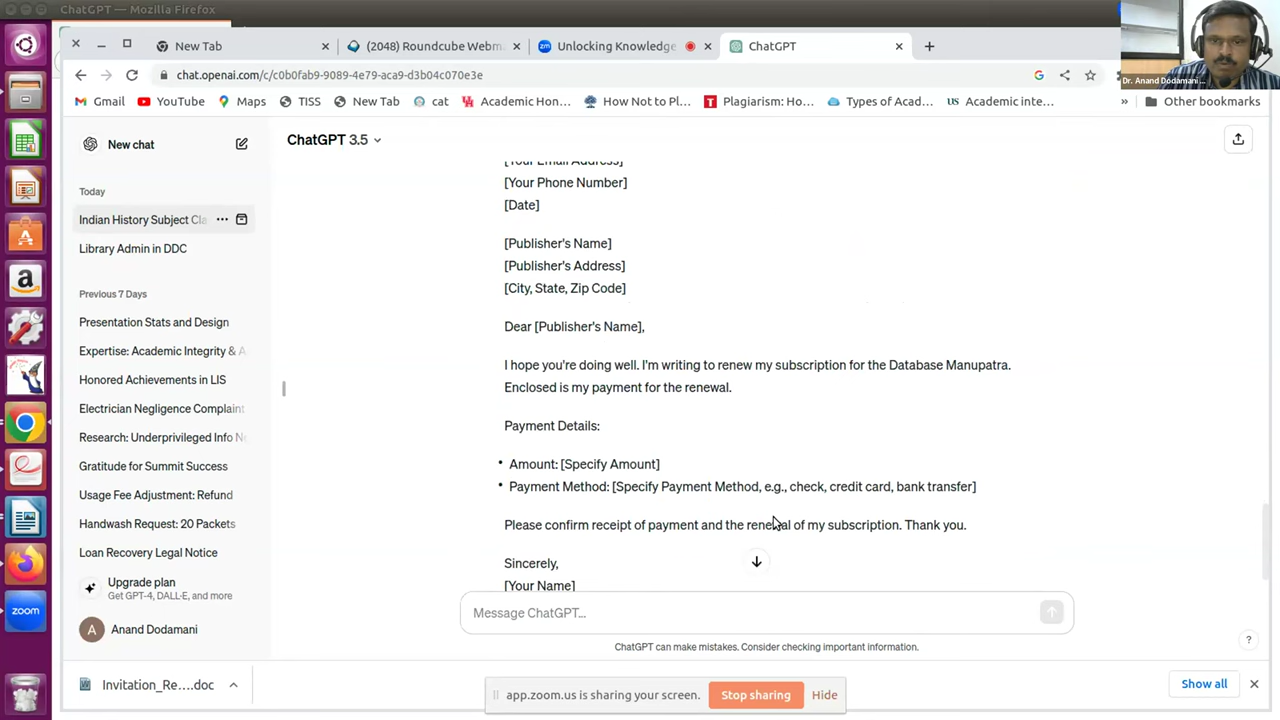 ChatGPT — Mozilla Firefox
New Tab
(2048) Roundcube Webm
Unlocking Knowledge
ChatGPT
chat.openai.com/c/c0b0fab9-9089-4e79-aca9-d3b04c070e3e
Gmail
YouTube
Maps
TISS
New Tab
cat
Academic Hon...
How Not to Pl...
Plagiarism: Ho...
Types of Acad...
Academic inte...
» Other bookmarks
Dr. Anand Dodamani ...
New chat
ChatGPT 3.5
Today
Indian History Subject Cla
Library Admin in DDC
Previous 7 Days
Presentation Stats and Design
Expertise: Academic Integrity & A
Honored Achievements in LIS
Electrician Negligence Complaint
Research: Underprivileged Info N
Gratitude for Summit Success
Usage Fee Adjustment: Refund
Handwash Request: 20 Packets
Loan Recovery Legal Notice
Upgrade plan
Get GPT-4, DALL·E, and more
A Anand Dodamani
[Your Email Address]
[Your Phone Number]
[Date]
[Publisher's Name]
[Publisher's Address]
[City, State, Zip Code]
Dear [Publisher's Name],
I hope you're doing well. I'm writing to renew my subscription for the Database Manupatra.
Enclosed is my payment for the renewal.
Payment Details:
• Amount: [Specify Amount]
• Payment Method: [Specify Payment Method, e.g., check, credit card, bank transfer]
Please confirm receipt of payment and the renewal of my subscription. Thank you.
Sincerely,
[Your Name]
Message ChatGPT...
ChatGPT can make mistakes. Consider checking important information.
?
Invitation_Re....doc
app.zoom.us is sharing your screen.
Stop sharing
Hide
Show all
a
zm
zoom